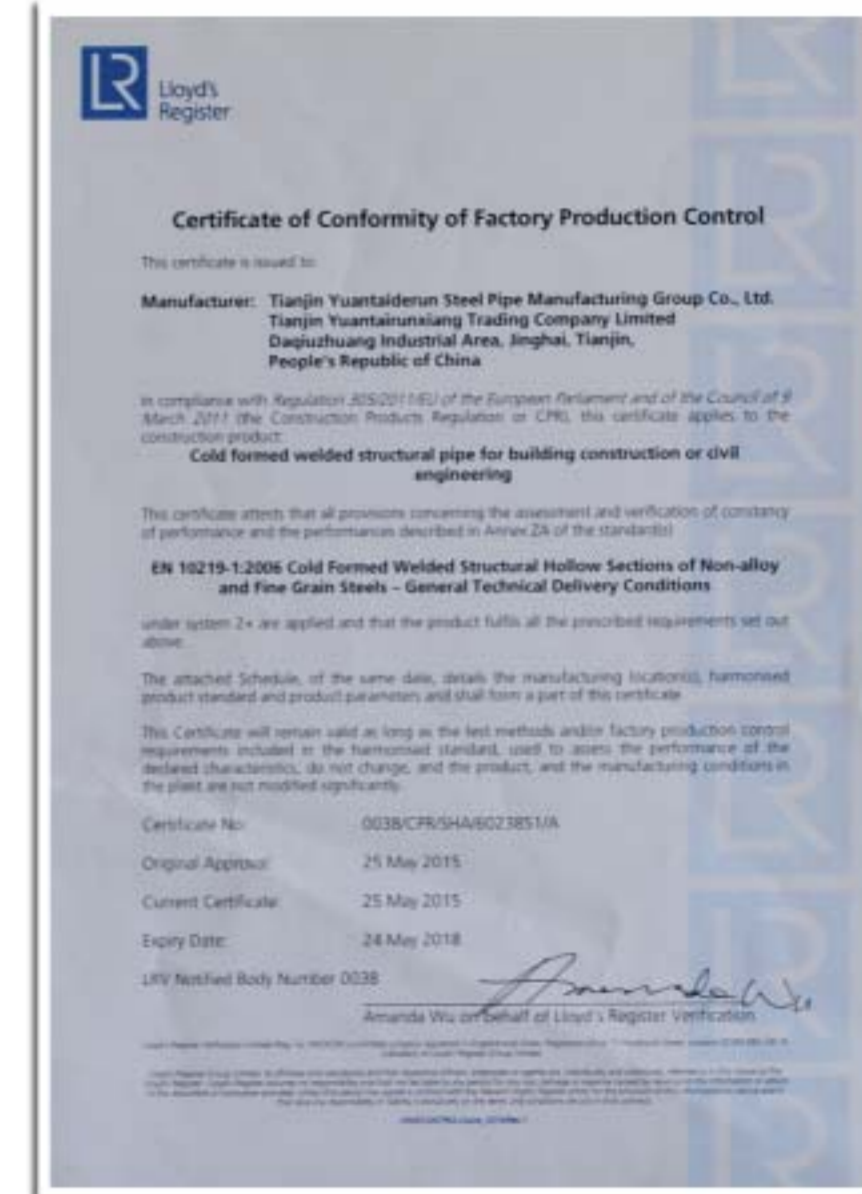 LR
Lloyd's
Register
Certificate of Conformity of Factory Production Control
This certificate is issued to:
Manufacturer: Tianjin Yuantaiderun Steel Pipe Manufacturing Group Co., Ltd.
Tianjin Yuantairunxiang Trading Company Limited
Daqiuzhuang Industrial Area, Jinghai, Tianjin,
People's Republic of China
In compliance with Regulation 305/2011/EU of the European Parliament and of the Council of 9
March 2011 (the Construction Products Regulation or CPR), this certificate applies to the
construction product:
Cold formed welded structural pipe for building construction or civil
engineering
This certificate attests that all provisions concerning the assessment and verification of constancy
of performance and the performances described in Annex ZA of the standard(s)
EN 10219-1:2006 Cold Formed Welded Structural Hollow Sections of Non-alloy
and Fine Grain Steels – General Technical Delivery Conditions
under system 2+ are applied and that the product fulfils all the prescribed requirements set out
above.
The attached Schedule, of the same date, details the manufacturing location(s), harmonised
product standard and product parameters and shall form a part of this certificate
This Certificate will remain valid as long as the test methods and/or factory production control
requirements included in the harmonised standard, used to assess the performance of the
declared characteristics, do not change, and the product, and the manufacturing conditions in
the plant are not modified significantly.
Certificate No: 0038/CPR/SHA/6023851/A
Original Approval: 25 May 2015
Current Certificate: 25 May 2015
Expiry Date: 24 May 2018
LRV Notified Body Number 0038
Amanda Wu
Amanda Wu on behalf of Lloyd's Register Verification